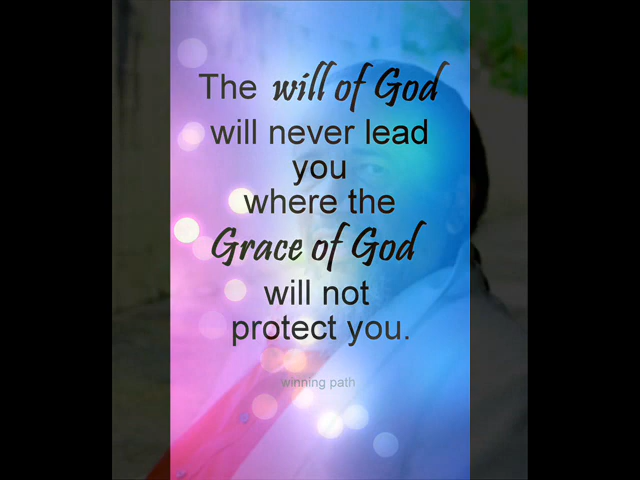 The will of God
will never lead
you
where the
Grace of God
will not
protect you.
winning path